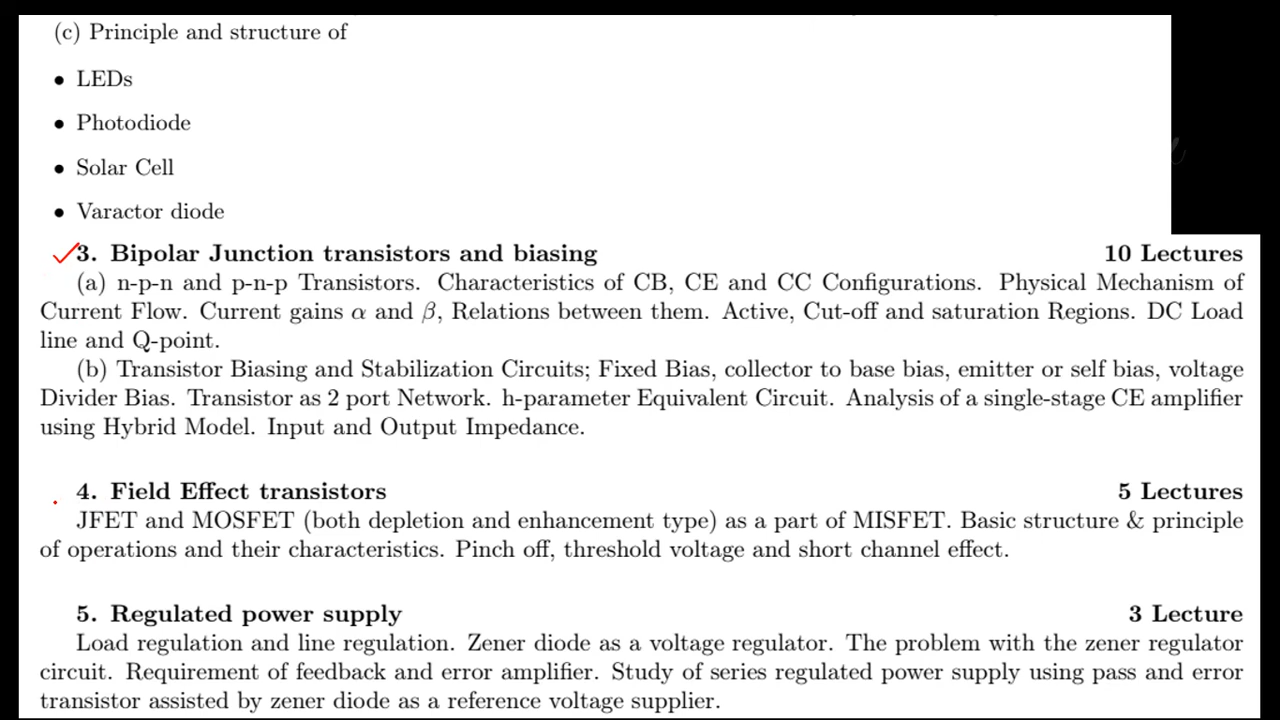 (c) Principle and structure of
• LEDs
• Photodiode
• Solar Cell
• Varactor diode
3. Bipolar Junction transistors and biasing 10 Lectures
(a) n-p-n and p-n-p Transistors. Characteristics of CB, CE and CC Configurations. Physical Mechanism of
Current Flow. Current gains α and β, Relations between them. Active, Cut-off and saturation Regions. DC Load
line and Q-point.
(b) Transistor Biasing and Stabilization Circuits; Fixed Bias, collector to base bias, emitter or self bias, voltage
Divider Bias. Transistor as 2 port Network. h-parameter Equivalent Circuit. Analysis of a single-stage CE amplifier
using Hybrid Model. Input and Output Impedance.
4. Field Effect transistors 5 Lectures
JFET and MOSFET (both depletion and enhancement type) as a part of MISFET. Basic structure & principle
of operations and their characteristics. Pinch off, threshold voltage and short channel effect.
5. Regulated power supply 3 Lecture
Load regulation and line regulation. Zener diode as a voltage regulator. The problem with the zener regulator
circuit. Requirement of feedback and error amplifier. Study of series regulated power supply using pass and error
transistor assisted by zener diode as a reference voltage supplier.